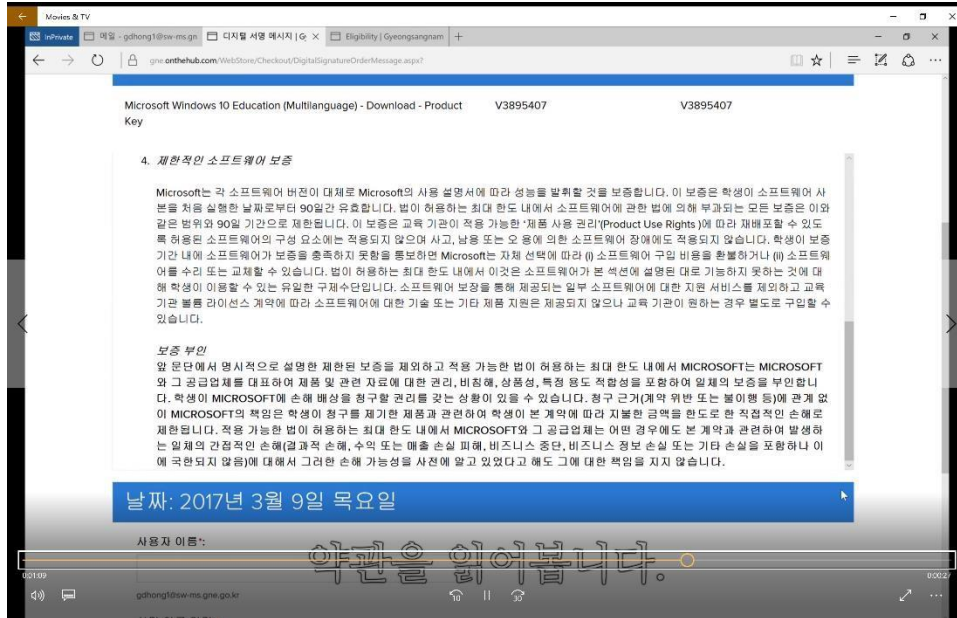 Movies & TV
InPrivate 메일 - gdhong1@sw-ms.gn 디지털 서명 메시지 | G Eligibility | Gyeongsangnam
gne.onthehub.com/WebStore/Checkout/DigitalSignatureOrderMessage.aspx?
Microsoft Windows 10 Education (Multilanguage) - Download - Product V3895407 V3895407
Key
4. 제한적인 소프트웨어 보증
Microsoft는 각 소프트웨어 버전이 대체로 Microsoft의 사용 설명서에 따라 성능을 발휘할 것을 보증합니다. 이 보증은 학생이 소프트웨어 사
본을 처음 실행한 날짜로부터 90일간 유효합니다. 법이 허용하는 최대 한도 내에서 소프트웨어에 관한 법에 의해 부과되는 모든 보증은 이와
같은 범위와 90일 기간으로 제한됩니다. 이 보증은 교육 기관이 적용 가능한 '제품 사용 권리'(Product Use Rights )에 따라 재배포할 수 있도
록 허용된 소프트웨어의 구성 요소에는 적용되지 않으며 사고, 남용 또는 오 용에 의한 소프트웨어 장애에도 적용되지 않습니다. 학생이 보증
기간 내에 소프트웨어가 보증을 충족하지 못함을 통보하면 Microsoft는 자체 선택에 따라 (i) 소프트웨어 구입 비용을 환불하거나 (ii) 소프트웨
어를 수리 또는 교체할 수 있습니다. 법이 허용하는 최대 한도 내에서 이것은 소프트웨어가 본 섹션에 설명된 대로 기능하지 못하는 것에 대
해 학생이 이용할 수 있는 유일한 구제수단입니다. 소프트웨어 보장을 통해 제공되는 일부 소프트웨어에 대한 지원 서비스를 제외하고 교육
기관 볼륨 라이선스 계약에 따라 소프트웨어에 대한 기술 또는 기타 제품 지원은 제공되지 않으나 교육 기관이 원하는 경우 별도로 구입할 수
있습니다.
보증 부인
앞 문단에서 명시적으로 설명한 제한된 보증을 제외하고 적용 가능한 법이 허용하는 최대 한도 내에서 MICROSOFT는 MICROSOFT
와 그 공급업체를 대표하여 제품 및 관련 자료에 대한 권리, 비침해, 상품성, 특정 용도 적합성을 포함하여 일체의 보증을 부인합니
다. 학생이 MICROSOFT에 손해 배상을 청구할 권리를 갖는 상황이 있을 수 있습니다. 청구 근거(계약 위반 또는 불이행 등)에 관계 없
이 MICROSOFT의 책임은 학생이 청구를 제기한 제품과 관련하여 학생이 본 계약에 따라 지불한 금액을 한도로 한 직접적인 손해로
제한됩니다. 적용 가능한 법이 허용하는 최대 한도 내에서 MICROSOFT와 그 공급업체는 어떤 경우에도 본 계약과 관련하여 발생하
는 일체의 간접적인 손해(결과적 손해, 수익 또는 매출 손실 피해, 비즈니스 중단, 비즈니스 정보 손실 또는 기타 손실을 포함하나 이
에 국한되지 않음)에 대해서 그러한 손해 가능성을 사전에 알고 있었다고 해도 그에 대한 책임을 지지 않습니다.
날짜: 2017년 3월 9일 목요일
사용자 이름*:
약관을 읽어봅니다.
0:01:09 0:00:27
gdhong1@sw-ms.gne.go.kr
10 30